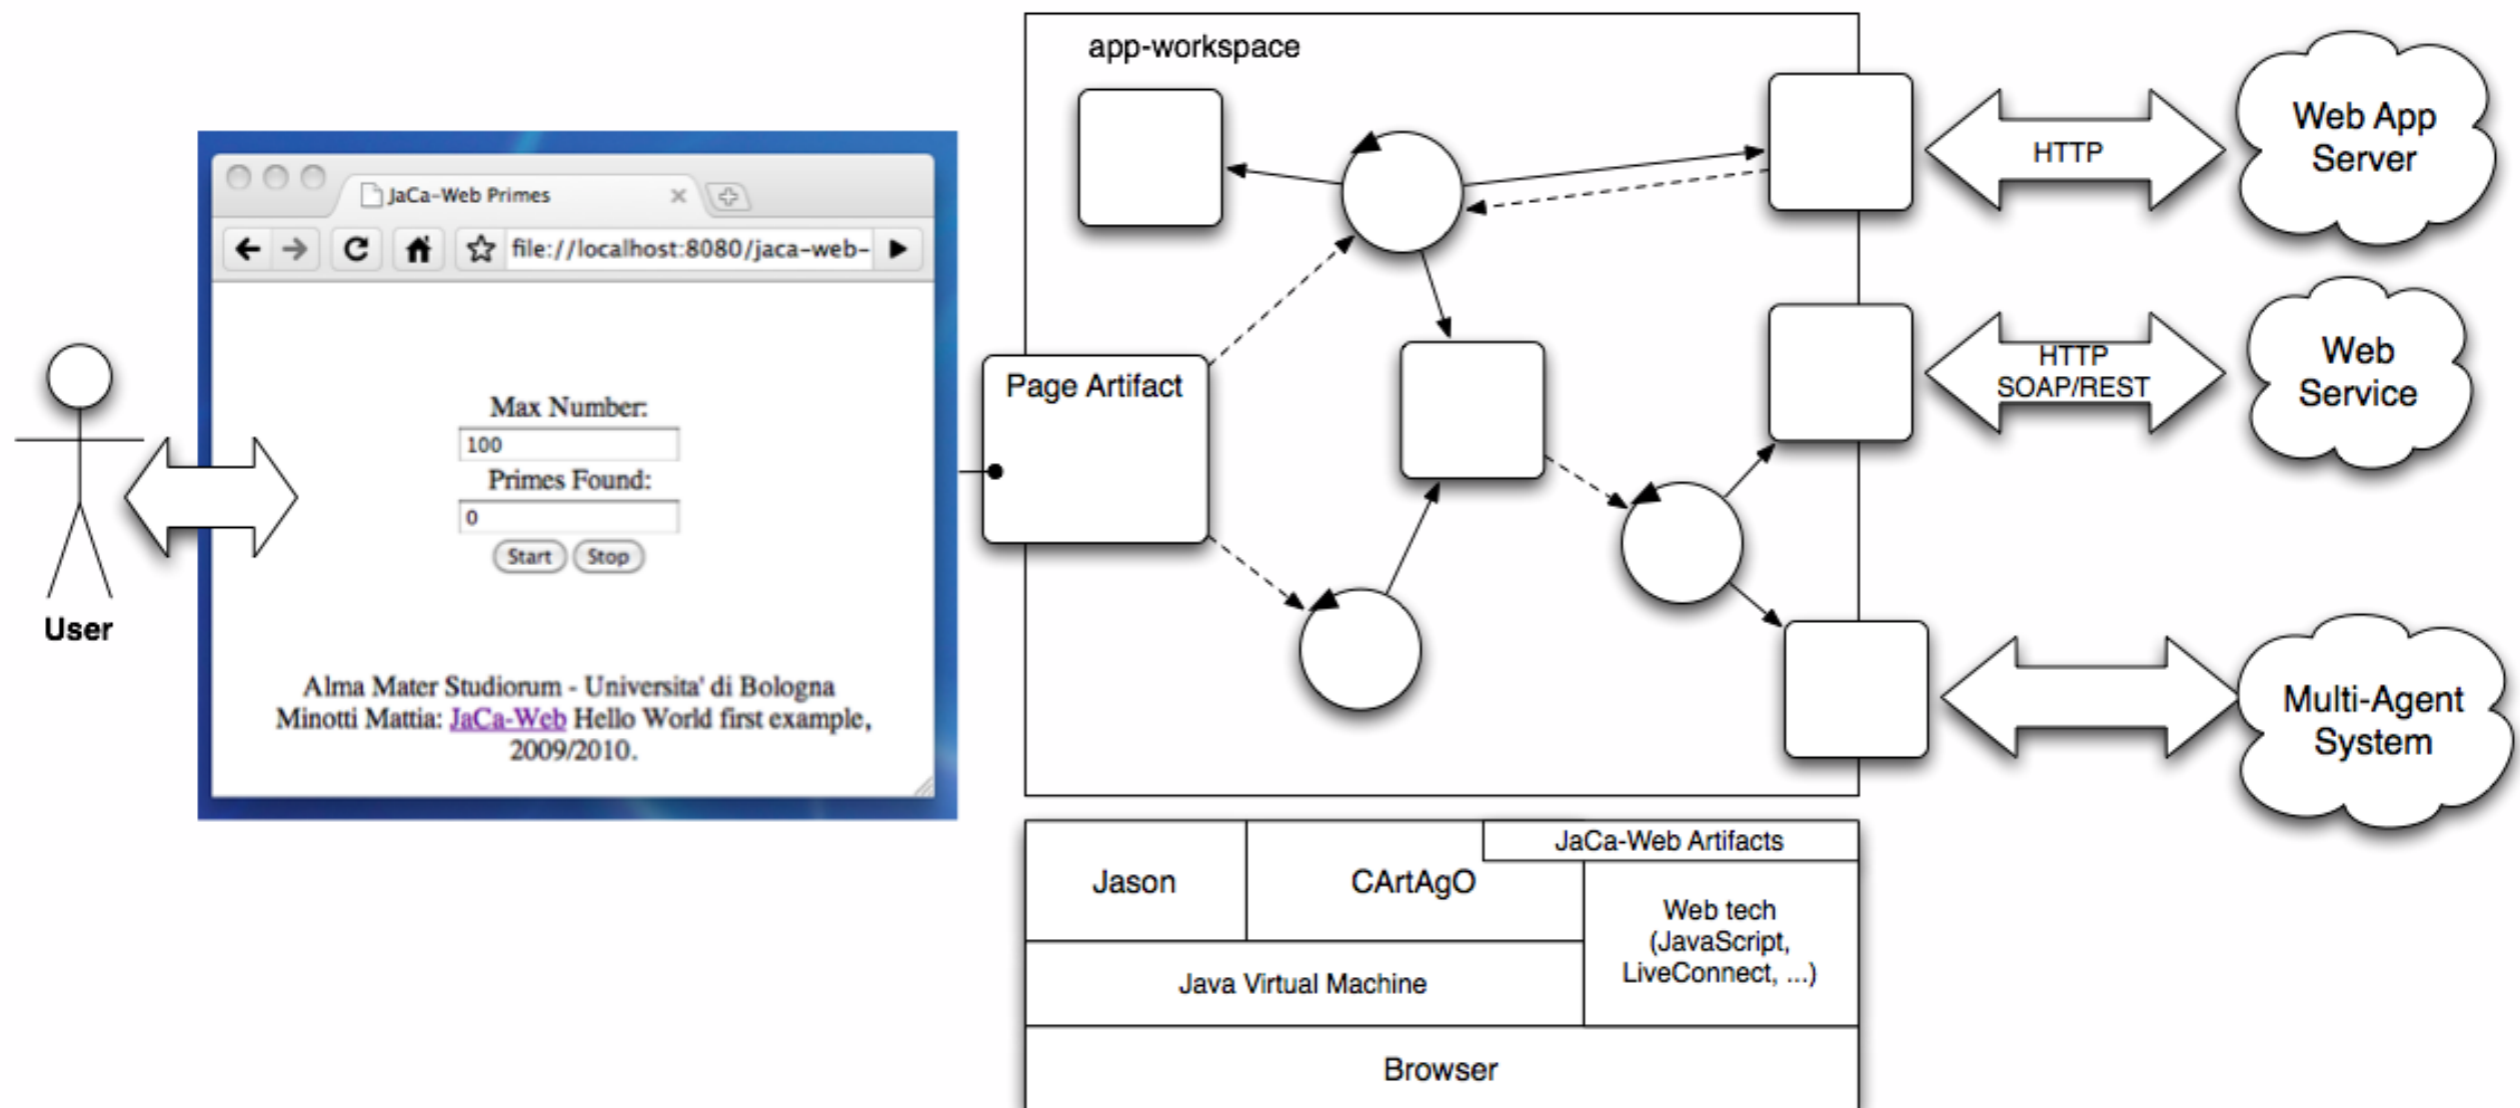 app-workspace
JaCa-Web Primes
file://localhost:8080/jaca-web-
Max Number:
100
Primes Found:
0
Start Stop
Alma Mater Studiorum - Universita' di Bologna
Minotti Mattia: JaCa-Web Hello World first example,
2009/2010.
User
Page Artifact
HTTP
Web App
Server
HTTP
SOAP/REST
Web
Service
Multi-Agent
System
JaCa-Web Artifacts
Jason
CArtAgO
Web tech
(JavaScript,
LiveConnect, ...)
Java Virtual Machine
Browser